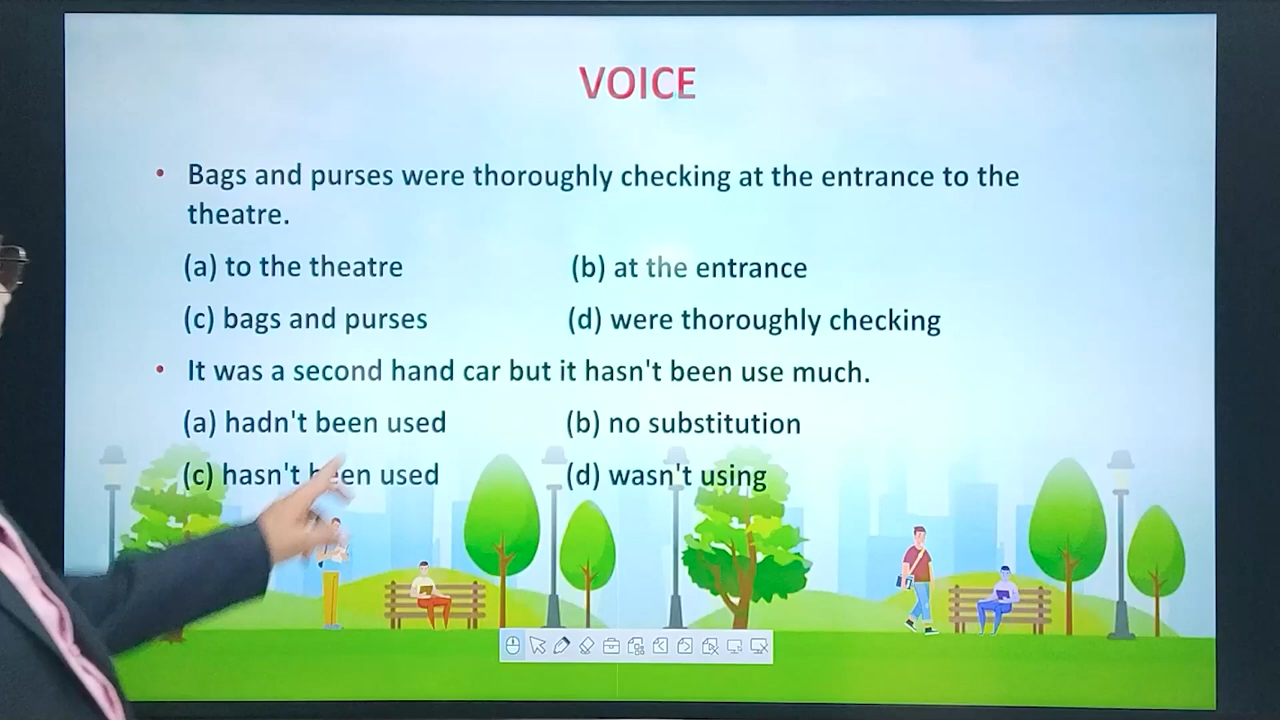 VOICE
• Bags and purses were thoroughly checking at the entrance to the
theatre.
(a) to the theatre (b) at the entrance
(c) bags and purses (d) were thoroughly checking
• It was a second hand car but it hasn't been use much.
(a) hadn't been used (b) no substitution
(c) hasn't been used (d) wasn't using